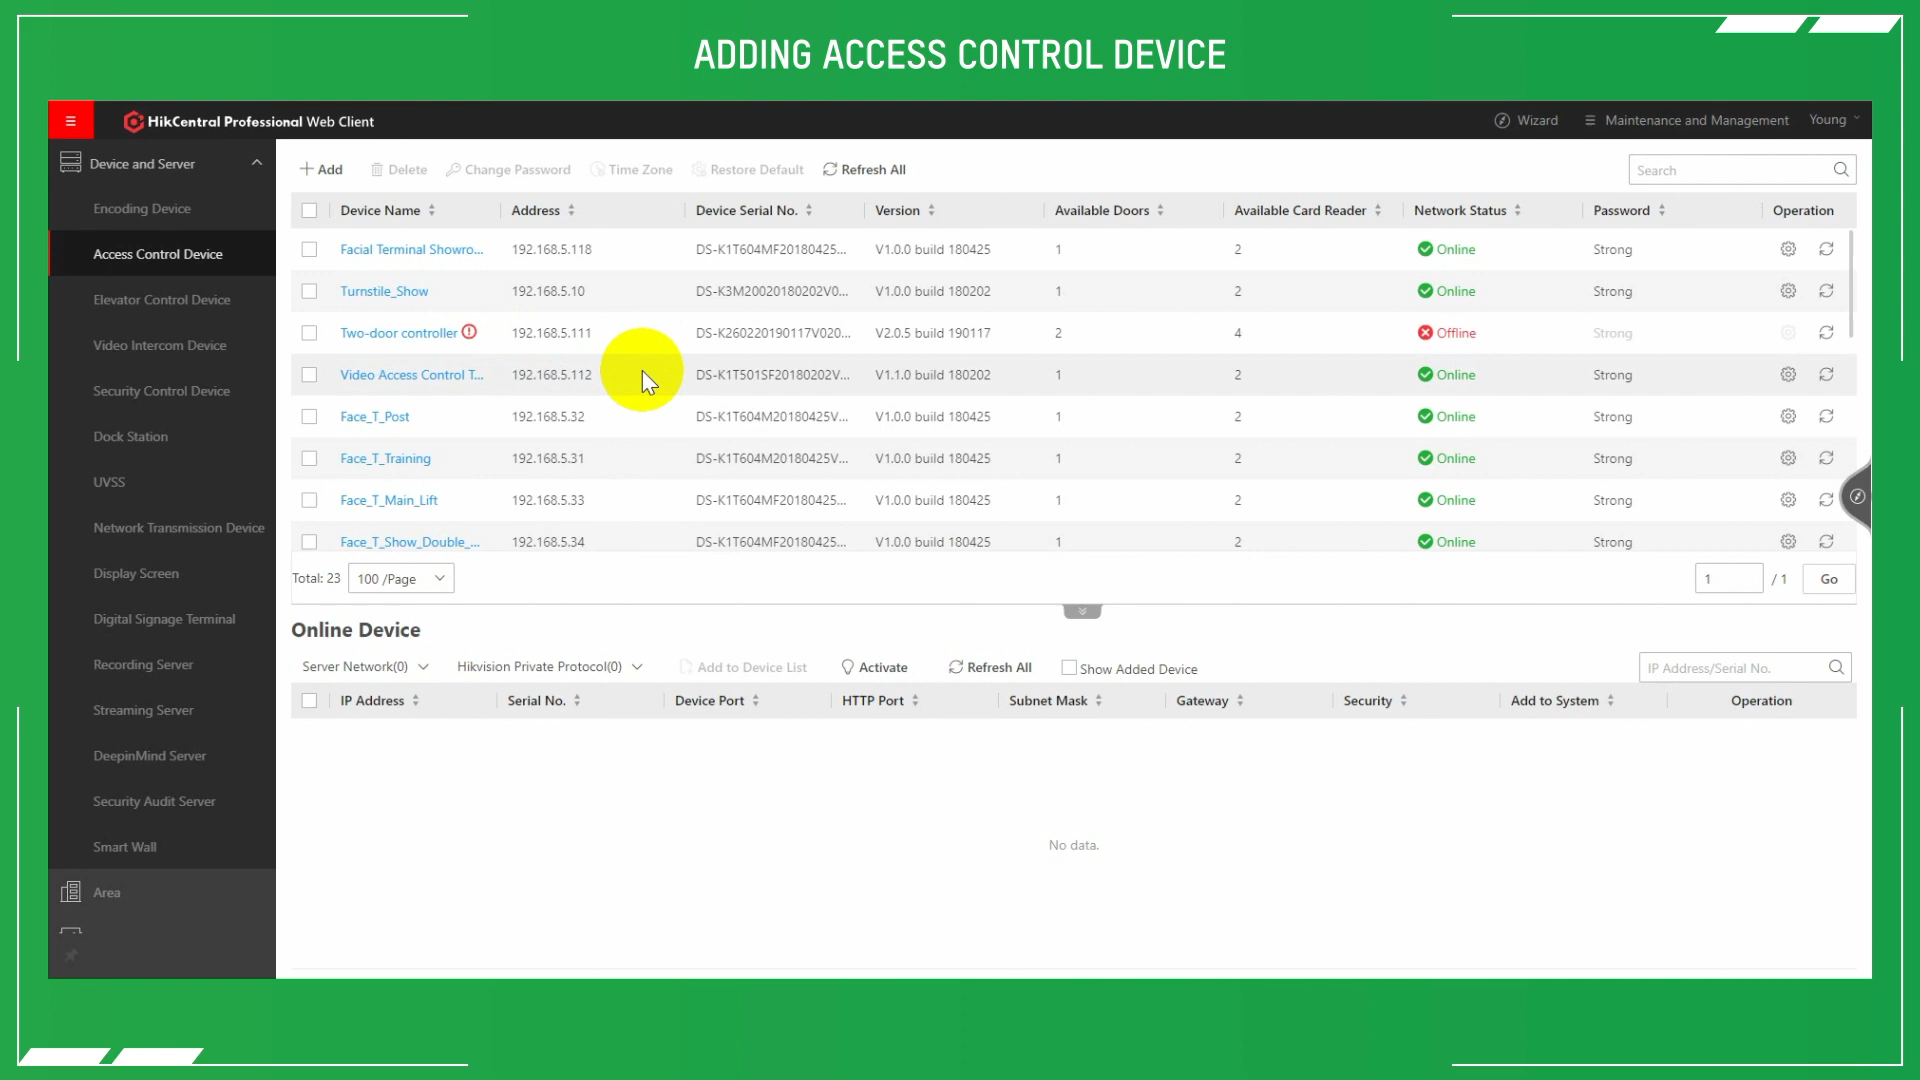 ADDING ACCESS CONTROL DEVICE
HikCentral Professional Web Client
Wizard
Maintenance and Management
Young
Device and Server
Encoding Device
Access Control Device
Elevator Control Device
Video Intercom Device
Security Control Device
Dock Station
UVSS
Network Transmission Device
Display Screen
Digital Signage Terminal
Recording Server
Streaming Server
DeepinMind Server
Security Audit Server
Smart Wall
Area
Add Delete Change Password Time Zone Restore Default Refresh All Search
Device Name Address Device Serial No. Version Available Doors Available Card Reader Network Status Password Operation
Facial Terminal Showro... 192.168.5.118 DS-K1T604MF20180425... V1.0.0 build 180425 1 2 Online Strong
Turnstile_Show 192.168.5.10 DS-K3M20020180202V0... V1.0.0 build 180202 1 2 Online Strong
Two-door controller 192.168.5.111 DS-K260220190117V020... V2.0.5 build 190117 2 4 Offline Strong
Video Access Control T... 192.168.5.112 DS-K1T501SF20180202V... V1.1.0 build 180202 1 2 Online Strong
Face_T_Post 192.168.5.32 DS-K1T604M20180425V... V1.0.0 build 180425 1 2 Online Strong
Face_T_Training 192.168.5.31 DS-K1T604M20180425V... V1.0.0 build 180425 1 2 Online Strong
Face_T_Main_Lift 192.168.5.33 DS-K1T604MF20180425... V1.0.0 build 180425 1 2 Online Strong
Face_T_Show_Double_... 192.168.5.34 DS-K1T604MF20180425... V1.0.0 build 180425 1 2 Online Strong
Total: 23 100 /Page 1 / 1 Go
Online Device
Server Network(0) Hikvision Private Protocol(0) Add to Device List Activate Refresh All Show Added Device IP Address/Serial No.
IP Address Serial No. Device Port HTTP Port Subnet Mask Gateway Security Add to System Operation
No data.